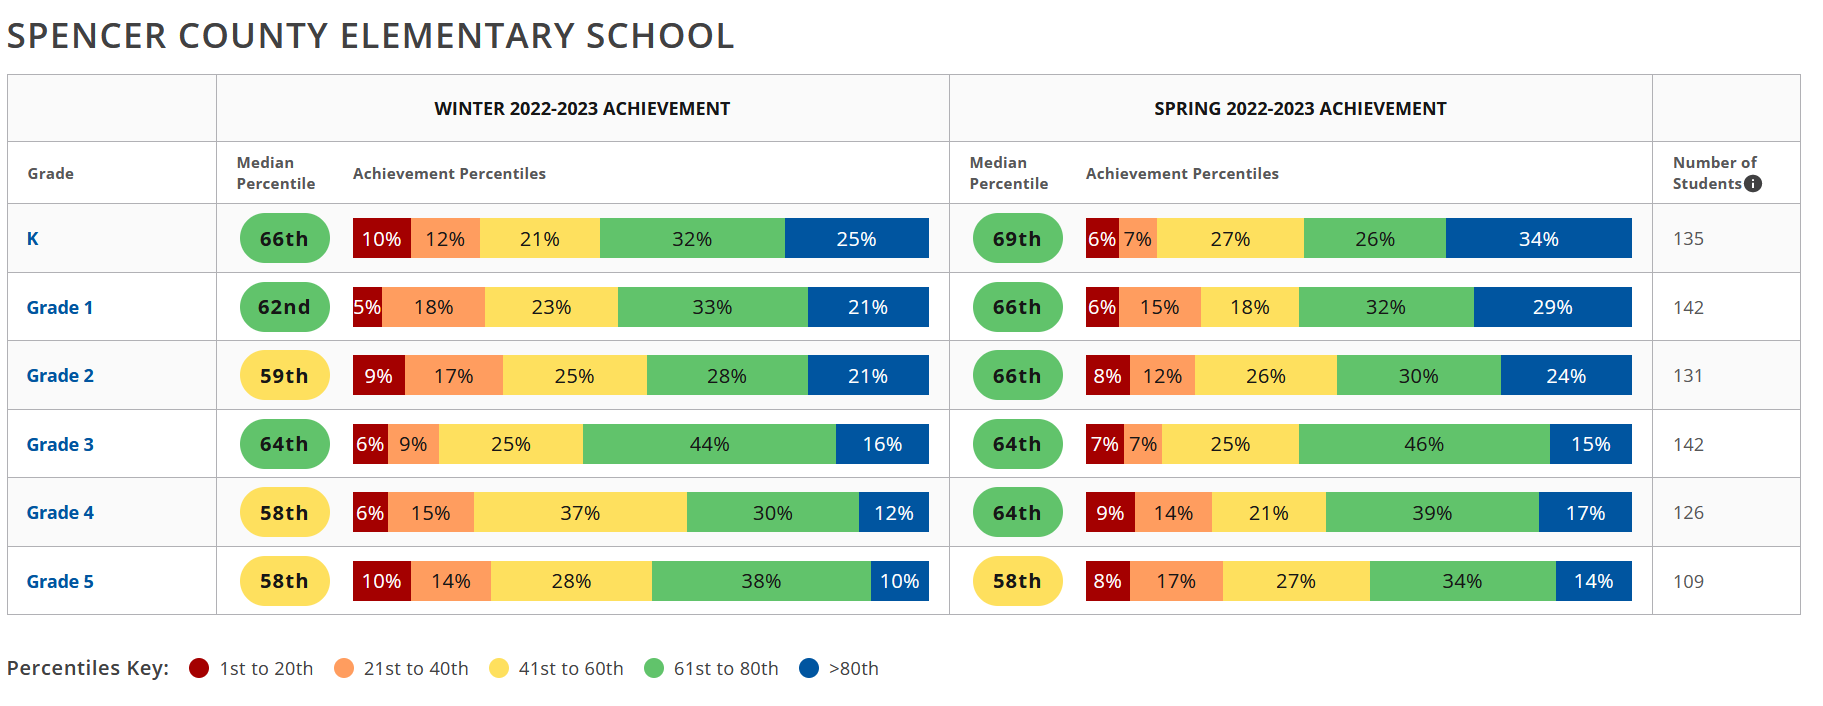 SPENCER COUNTY ELEMENTARY SCHOOL
WINTER 2022-2023 ACHIEVEMENT SPRING 2022-2023 ACHIEVEMENT
Grade Median Percentile Achievement Percentiles Median Percentile Achievement Percentiles Number of Students i
K 66th 10% 12% 21% 32% 25% 69th 6% 7% 27% 26% 34% 135
Grade 1 62nd 5% 18% 23% 33% 21% 66th 6% 15% 18% 32% 29% 142
Grade 2 59th 9% 17% 25% 28% 21% 66th 8% 12% 26% 30% 24% 131
Grade 3 64th 6% 9% 25% 44% 16% 64th 7% 7% 25% 46% 15% 142
Grade 4 58th 6% 15% 37% 30% 12% 64th 9% 14% 21% 39% 17% 126
Grade 5 58th 10% 14% 28% 38% 10% 58th 8% 17% 27% 34% 14% 109
Percentiles Key: 1st to 20th 21st to 40th 41st to 60th 61st to 80th >80th